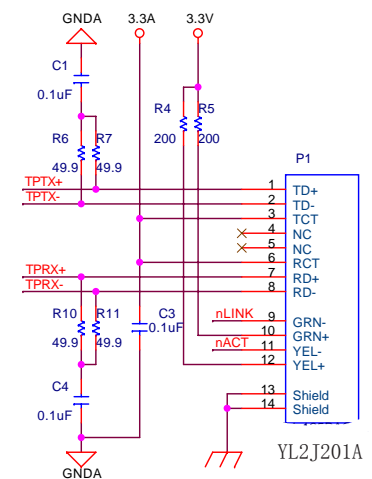 GNDA 3.3A 3.3V
C1
0.1uF
R4 R5
200 200
R6 R7
49.9 49.9
P1
TPTX+ 1 TD+
TPTX- 2 TD-
3 TCT
4 NC
5 NC
6 RCT
TPRX+ 7 RD+
TPRX- 8 RD-
nLINK 9 GRN-
10 GRN+
nACT 11 YEL-
12 YEL+
R10 R11
49.9 49.9
C3
0.1uF
C4
0.1uF
13 Shield
14 Shield
YL2J201A
GNDA